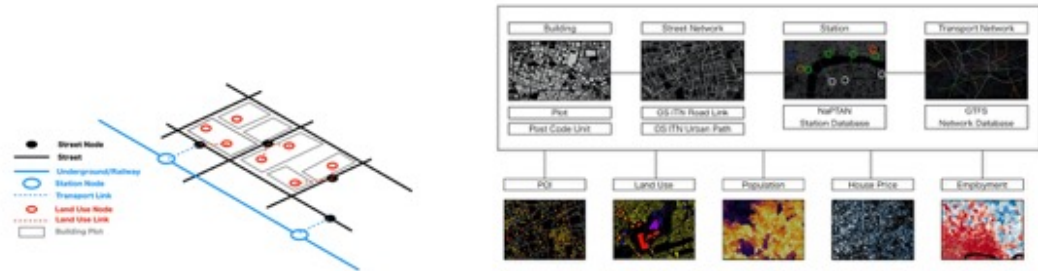 Street Node
Street
Underground/Railway
Station Node
Transport Link
Land Use Node
Land Use Link
Building Plot
Building
Street Network
Station
Transport Network
Plot
Post Code Unit
OS ITN Road Link
OS ITN Urban Path
NaPTAN
Station Database
GTFS
Network Database
POI
Land Use
Population
House Price
Employment